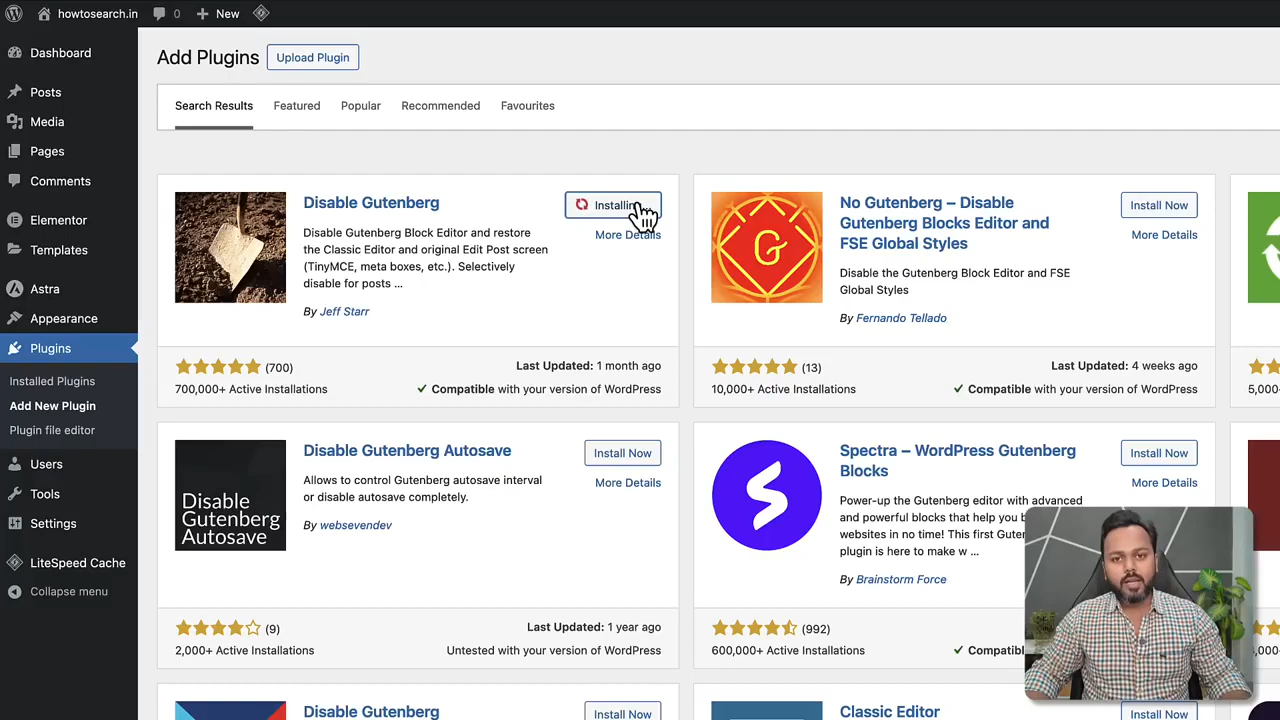 howtosearch.in
0
New
Dashboard
Posts
Media
Pages
Comments
Elementor
Templates
Astra
Appearance
Plugins
Installed Plugins
Add New Plugin
Plugin file editor
Users
Tools
Settings
LiteSpeed Cache
Collapse menu
Add Plugins
Upload Plugin
Search Results
Featured
Popular
Recommended
Favourites
Disable Gutenberg
Disable Gutenberg Block Editor and restore
the Classic Editor and original Edit Post screen
(TinyMCE, meta boxes, etc.). Selectively
disable for posts ...
By Jeff Starr
More Details
(700)
700,000+ Active Installations
Last Updated: 1 month ago
Compatible with your version of WordPress
G
No Gutenberg – Disable
Gutenberg Blocks Editor and
FSE Global Styles
Disable the Gutenberg Block Editor and FSE
Global Styles
By Fernando Tellado
Install Now
More Details
(13)
10,000+ Active Installations
Last Updated: 4 weeks ago
Compatible with your version of WordPress
Disable
Gutenberg
Autosave
Disable Gutenberg Autosave
Allows to control Gutenberg autosave interval
or disable autosave completely.
By websevendev
Install Now
More Details
(9)
2,000+ Active Installations
Last Updated: 1 year ago
Untested with your version of WordPress
Spectra – WordPress Gutenberg
Blocks
Power-up the Gutenberg editor with advanced
and powerful blocks that help you
websites in no time! This first
plugin is here to make w ...
By Brainstorm Force
Install Now
More Details
(992)
600,000+ Active Installations
Disable Gutenberg
Install Now
Classic Editor
Install Now